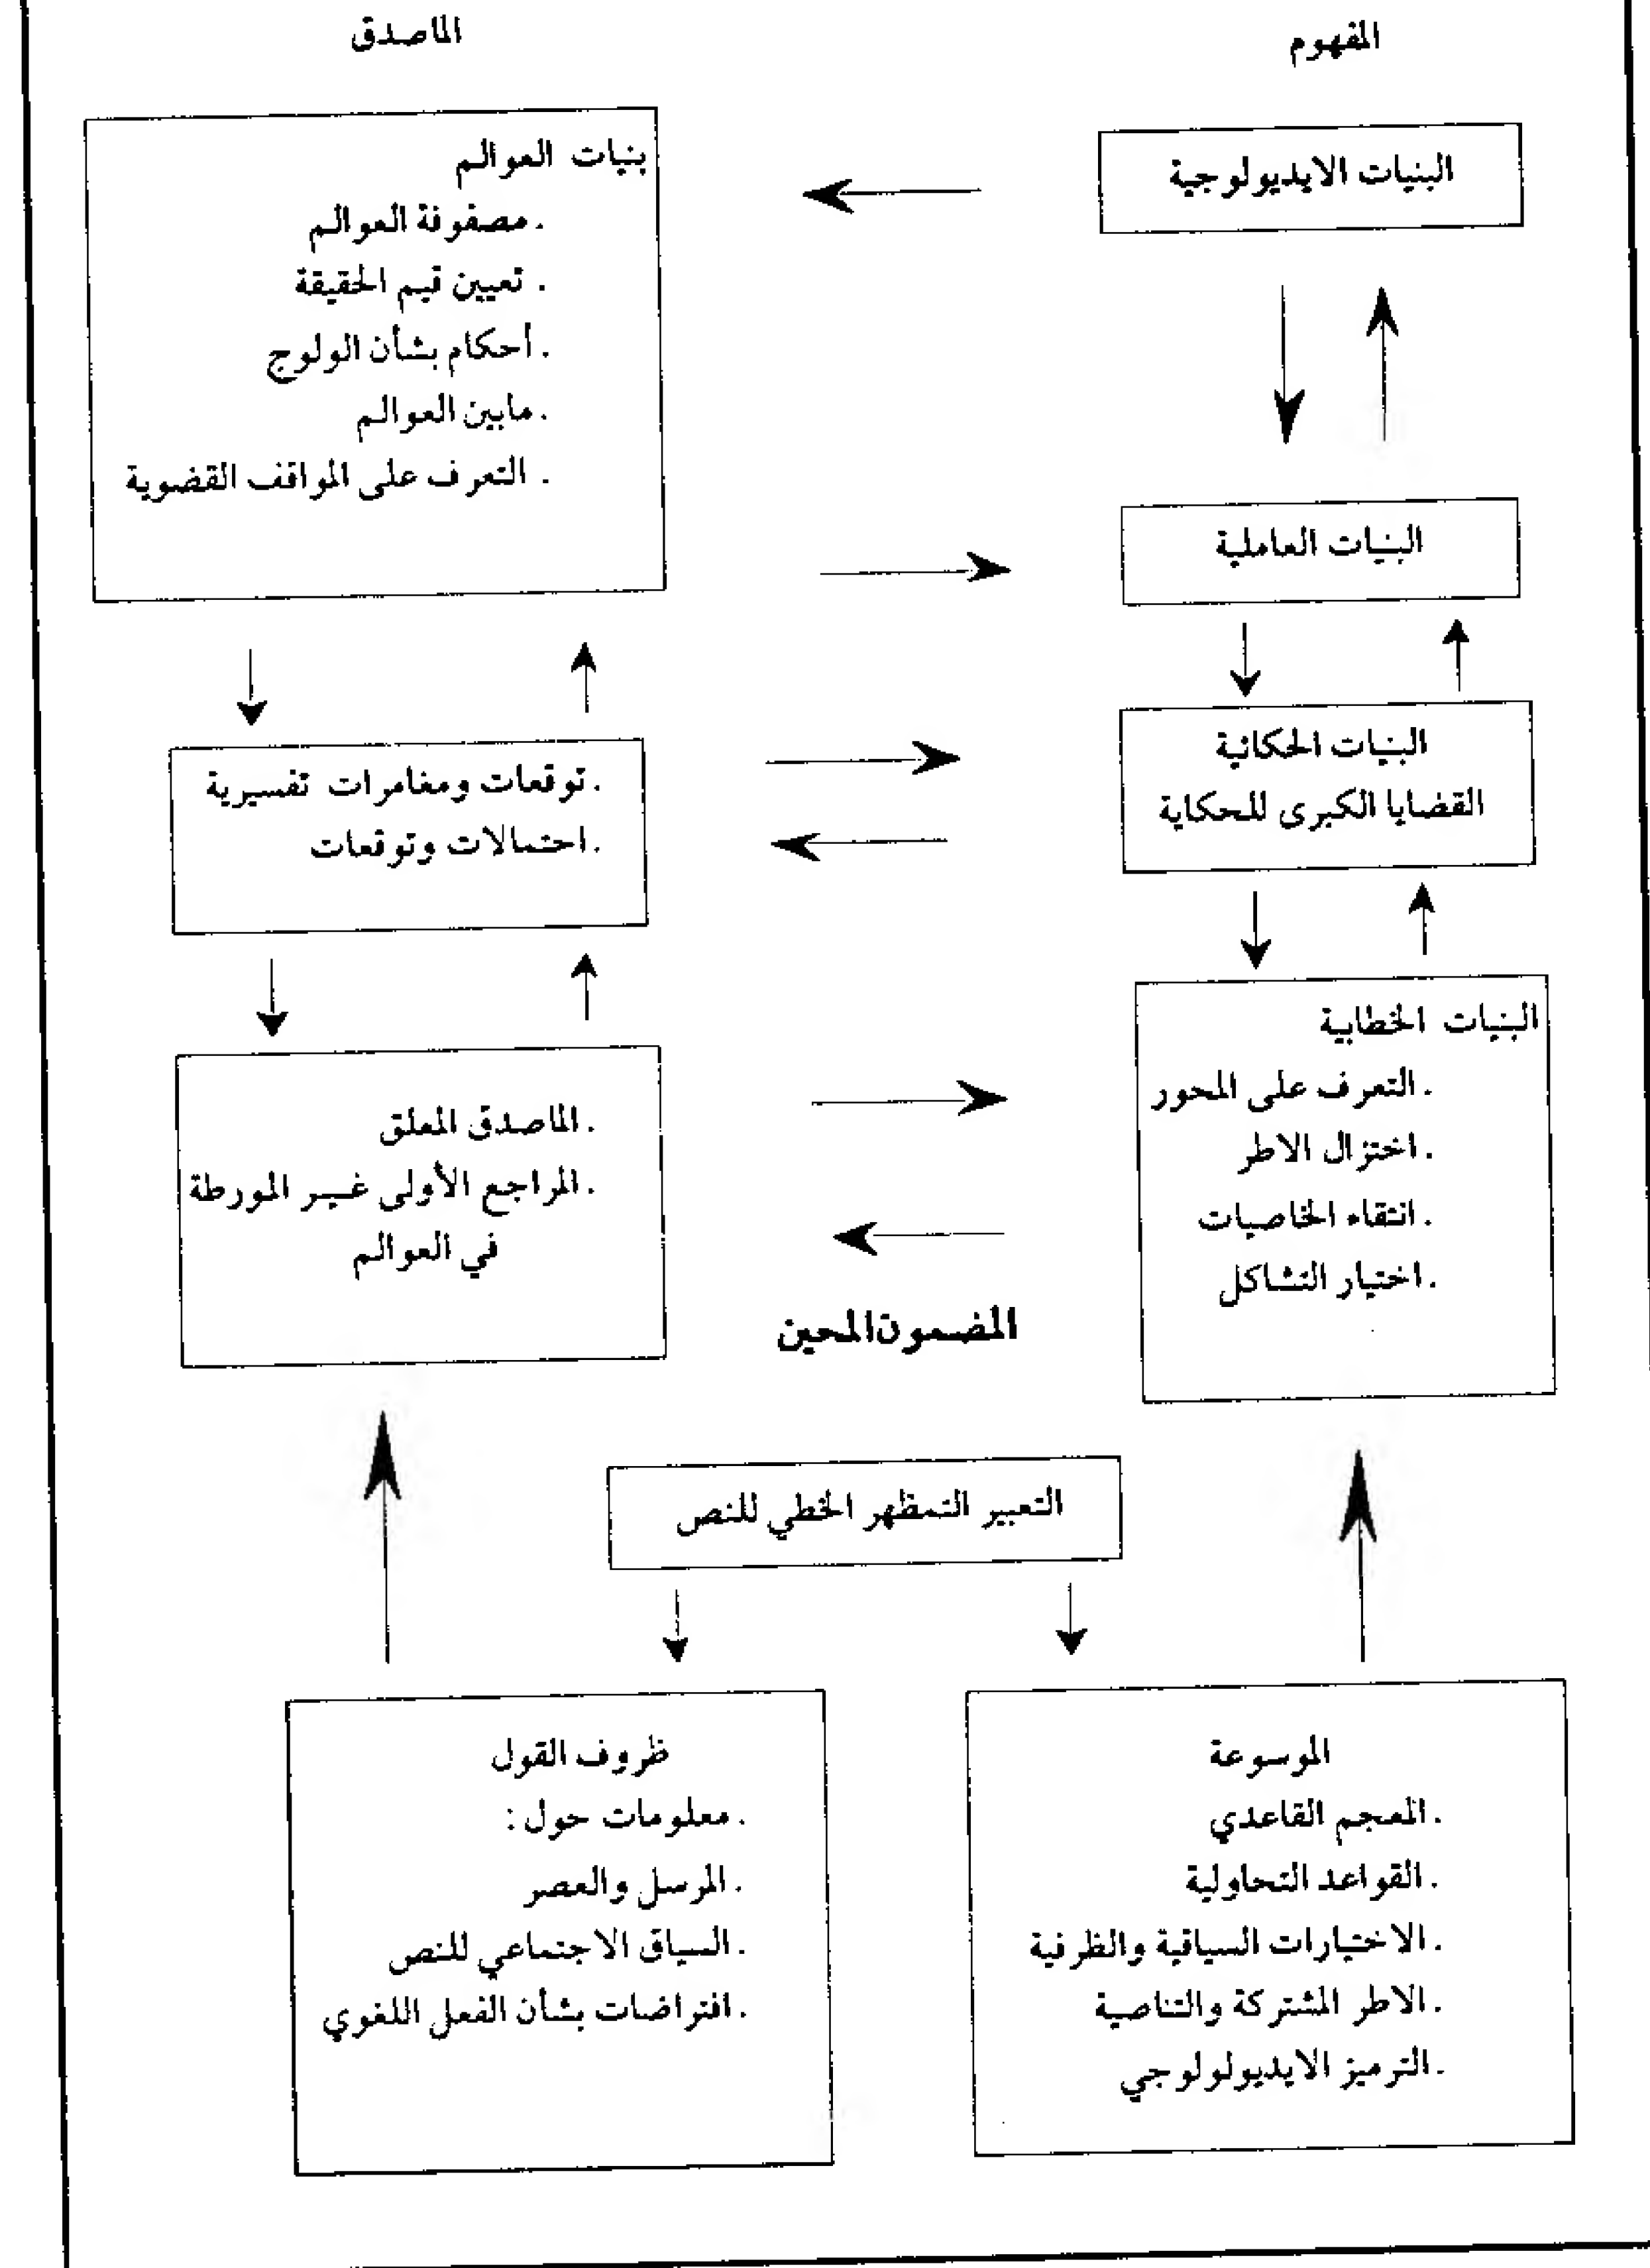 المفهوم
الماصدق
البنيات الايديولوجية
بنيات العوالم
. مصفوفة العوالم
. تعيين قيم الحقيقة
. أحكام بشأن الولوج
. مابين العوالم
. التعرف على المواقف القضوية
البنيات العاملية
البنيات الحكائية
القضايا الكبرى للحكاية
. توقعات ومغامرات تفسيرية
. احتمالات وتوقعات
البنيات الخطابية
. التعرف على المحور
. اختزال الاطر
. انتقاء الخاصيات
. اختيار التشاكل
. الماصدق المعلق
. المراجع الأولى غير المورطة
في العوالم
المضمون المحين
التعبير التمظهر الخطي للنص
الموسوعة
. المعجم القاعدي
. القواعد التحاولية
. الاختيارات السياقية والظرفية
. الاطر المشتركة والتناصية
. الترميز الايديولولوجي
ظروف القول
. معلومات حول :
. المرسل والعصر
. السياق الاجتماعي للنص
. افتراضات بشأن الفعل اللغوي